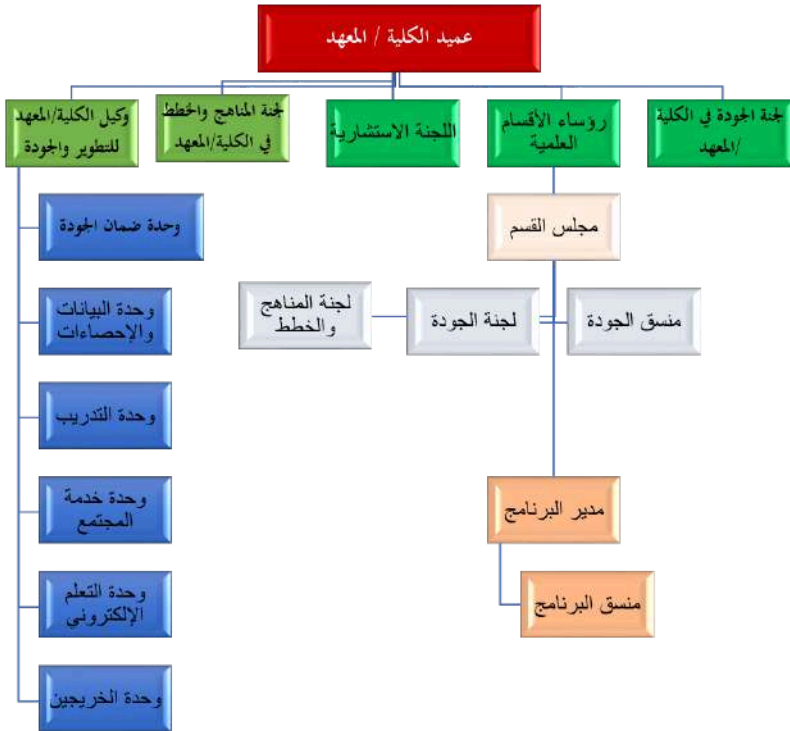 عميد الكلية / المعهد
لجنة الجودة في الكلية
/المعهد
رؤساء الأقسام
العلمية
اللجنة الاستشارية
لجنة المناهج والخطط
في الكلية/المعهد
وكيل الكلية/المعهد
للتطوير والجودة
مجلس القسم
منسق الجودة
لجنة الجودة
لجنة المناهج
والخطط
مدير البرنامج
منسق البرنامج
وحدة ضمان الجودة
وحدة البيانات
والإحصاءات
وحدة التدريب
وحدة خدمة
المجتمع
وحدة التعلم
الإلكتروني
وحدة الخريجين